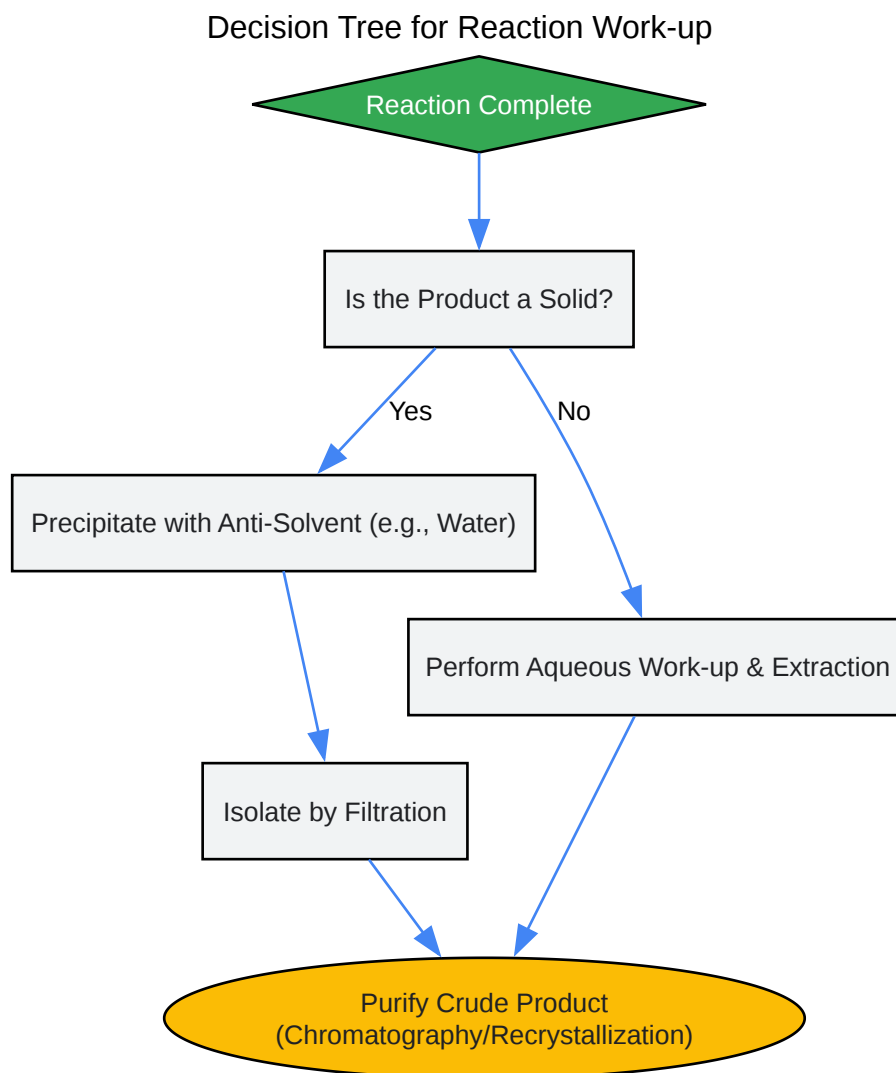 Decision Tree for Reaction Work-up
Reaction Complete
Is the Product a Solid?
Yes
No
Precipitate with Anti-Solvent (e.g., Water)
Perform Aqueous Work-up & Extraction
Isolate by Filtration
Purify Crude Product
(Chromatography/Recrystallization)